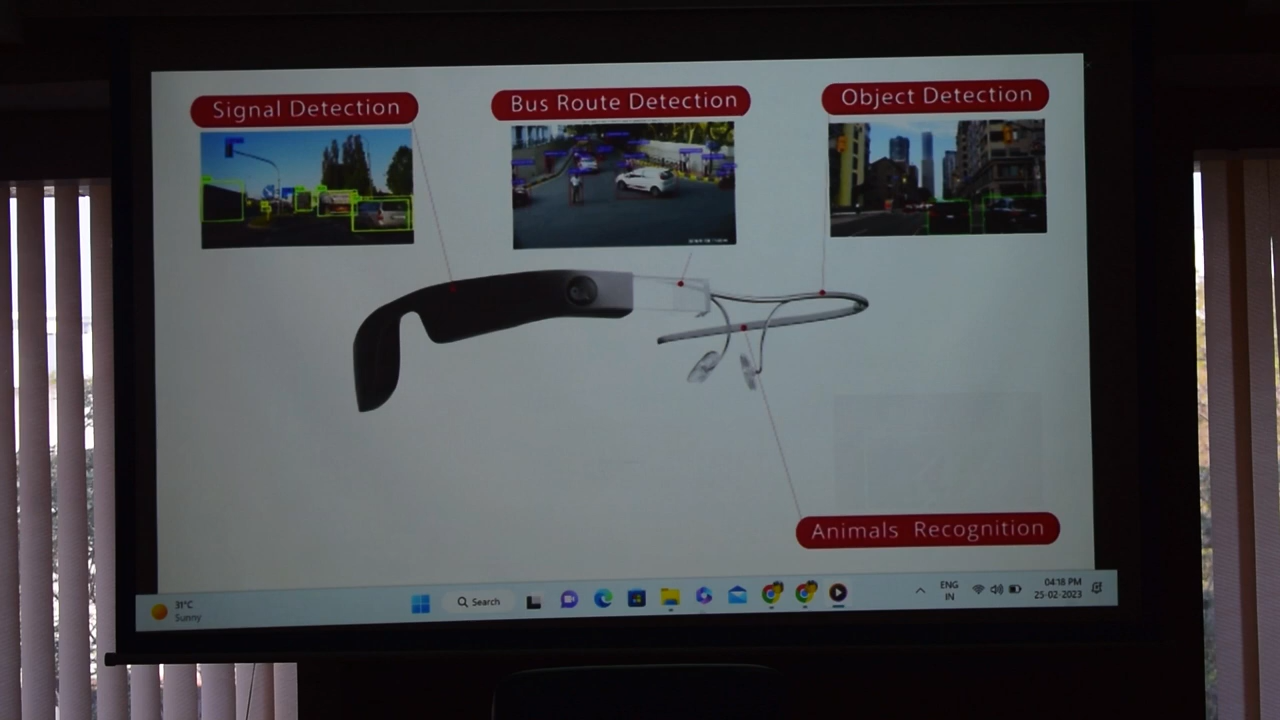 Signal Detection
Bus Route Detection
Object Detection
Animals Recognition
31°C
Sunny
Search
ENG
IN
04:18 PM
25-02-2023